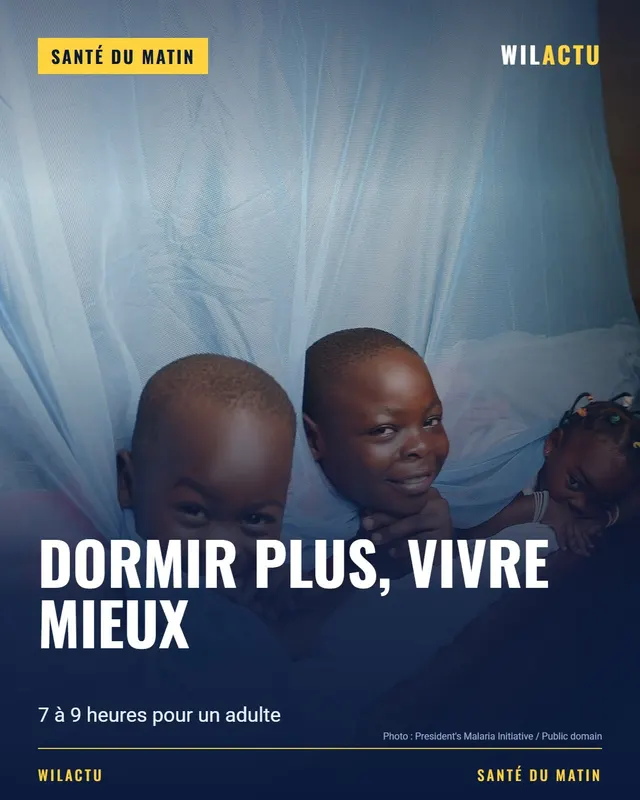 SANTÉ DU MATIN
WILACTU
DORMIR PLUS, VIVRE
MIEUX
7 à 9 heures pour un adulte
Photo : President's Malaria Initiative / Public domain
WILACTU
SANTÉ DU MATIN